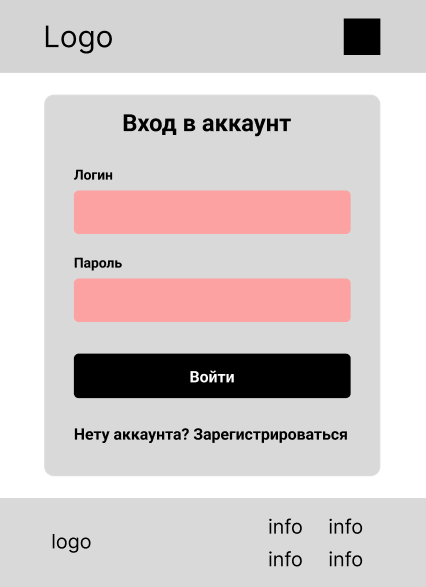 Logo
Вход в аккаунт
Логин
Пароль
Войти
Нету аккаунта? Зарегистрироваться
logo
info info
info info